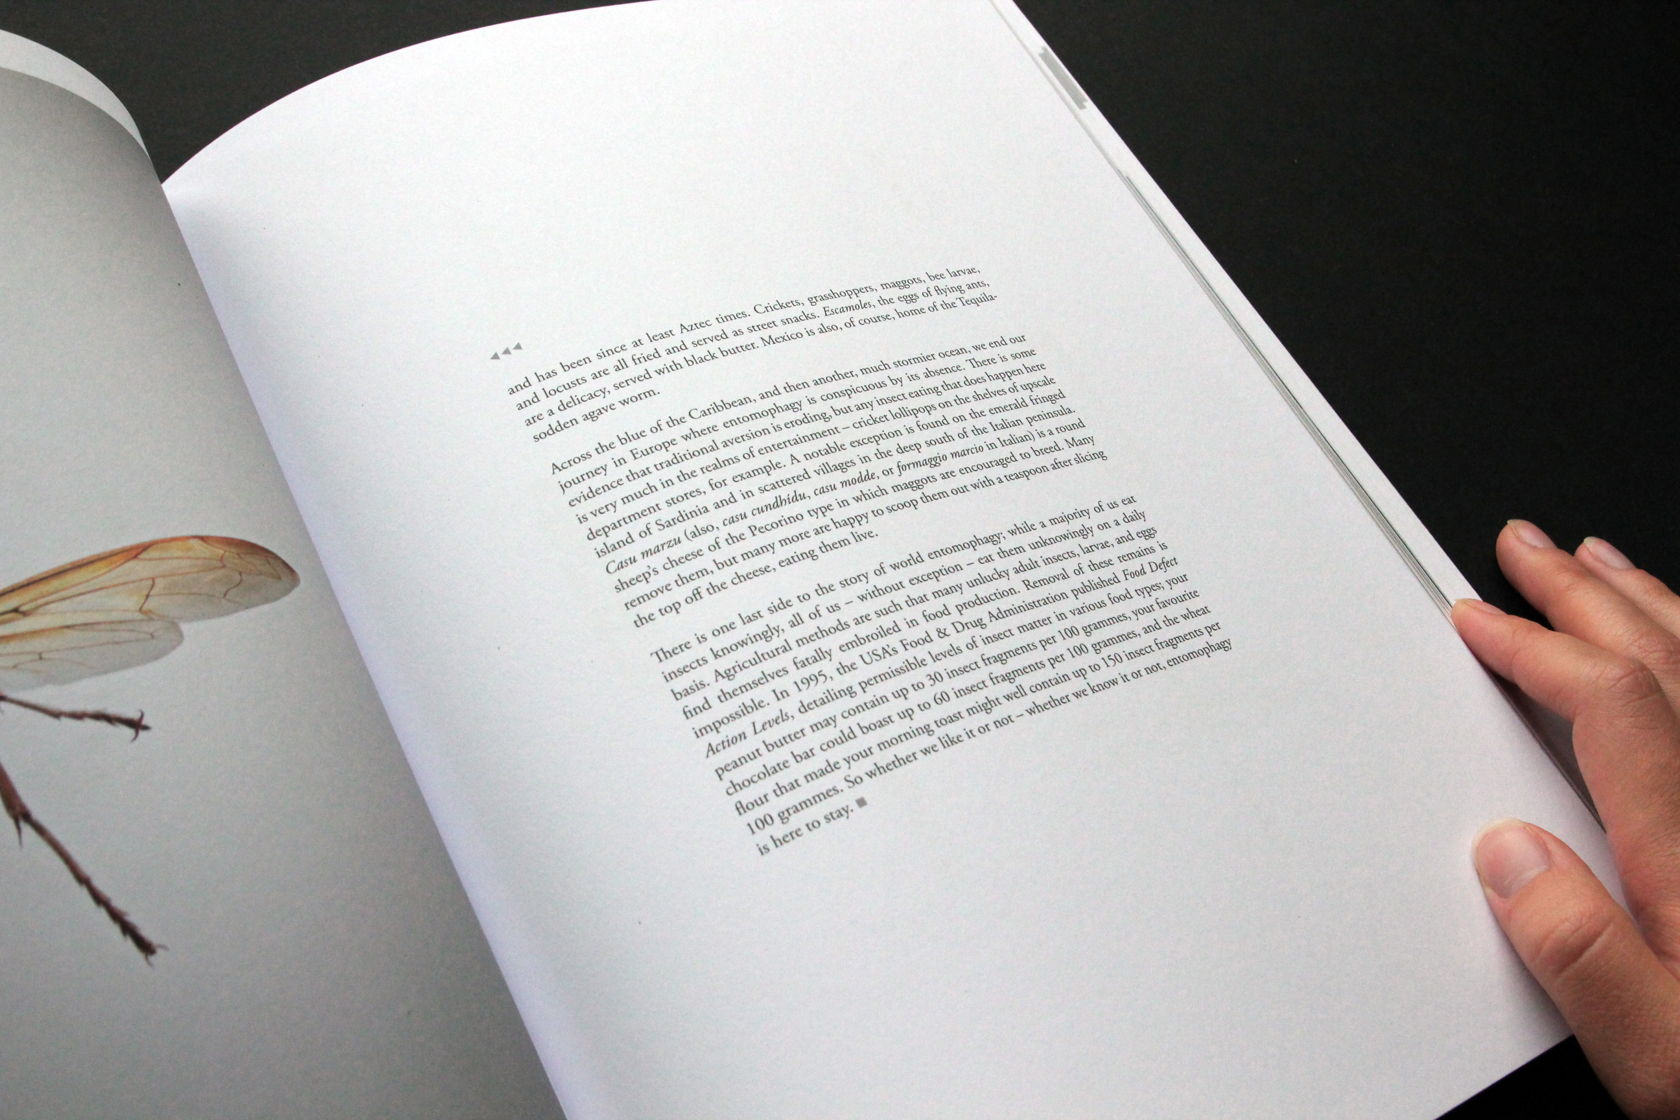 and has been since at least Aztec times. Crickets, grasshoppers, maggots, bee larvae,
and locusts are all fried and served as street snacks. Escamoles, the eggs of flying ants,
are a delicacy, served with black butter. Mexico is also, of course, home of the Tequila-
sodden agave worm.
Across the blue of the Caribbean, and then another, much stormier ocean, we end our
journey in Europe where entomophagy is conspicuous by its absence. There is some
evidence that traditional aversion is eroding, but any insect eating that does happen here
is very much in the realms of entertainment – cricket lollipops on the shelves of upscale
department stores, for example. A notable exception is found on the emerald fringed
island of Sardinia and in scattered villages in the deep south of the Italian peninsula.
Casu marzu (also, casu cundhídu, casu modde, or formaggio marcio in Italian) is a round
sheep's cheese of the Pecorino type in which maggots are encouraged to breed. Many
remove them, but many more are happy to scoop them out with a teaspoon after slicing
the top off the cheese, eating them live.
There is one last side to the story of world entomophagy; while a majority of us eat
insects knowingly, all of us – without exception – eat them unknowingly on a daily
basis. Agricultural methods are such that many unlucky adult insects, larvae, and eggs
find themselves fatally embroiled in food production. Removal of these remains is
impossible. In 1995, the USA's Food & Drug Administration published Food Defect
Action Levels, detailing permissible levels of insect matter in various food types; your
peanut butter may contain up to 30 insect fragments per 100 grammes, your favourite
chocolate bar could boast up to 60 insect fragments per 100 grammes, and the wheat
flour that made your morning toast might well contain up to 150 insect fragments per
100 grammes. So whether we like it or not – whether we know it or not, entomophagy
is here to stay.